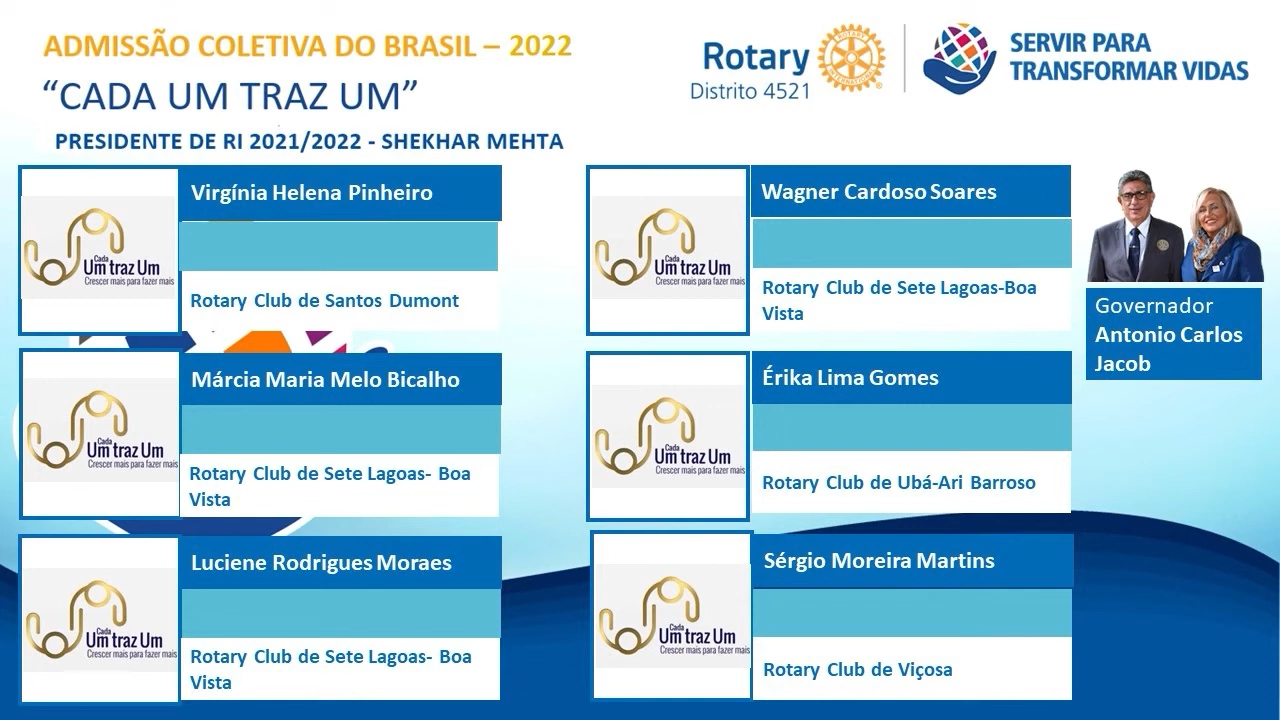 ADMISSÃO COLETIVA DO BRASIL – 2022
“CADA UM TRAZ UM”
PRESIDENTE DE RI 2021/2022 - SHEKHAR MEHTA
Rotary
Distrito 4521
ROTARY
INTERNATIONAL
SERVIR PARA
TRANSFORMAR VIDAS
Cada
Um traz Um
Crescer mais para fazer mais
Virgínia Helena Pinheiro
Rotary Club de Santos Dumont
Cada
Um traz Um
Crescer mais para fazer mais
Wagner Cardoso Soares
Rotary Club de Sete Lagoas-Boa
Vista
Governador
Antonio Carlos
Jacob
Cada
Um traz Um
Crescer mais para fazer mais
Márcia Maria Melo Bicalho
Rotary Club de Sete Lagoas- Boa
Vista
Cada
Um traz Um
Crescer mais para fazer mais
Érika Lima Gomes
Rotary Club de Ubá-Ari Barroso
Cada
Um traz Um
Crescer mais para fazer mais
Luciene Rodrigues Moraes
Rotary Club de Sete Lagoas- Boa
Vista
Cada
Um traz Um
Crescer mais para fazer mais
Sérgio Moreira Martins
Rotary Club de Viçosa